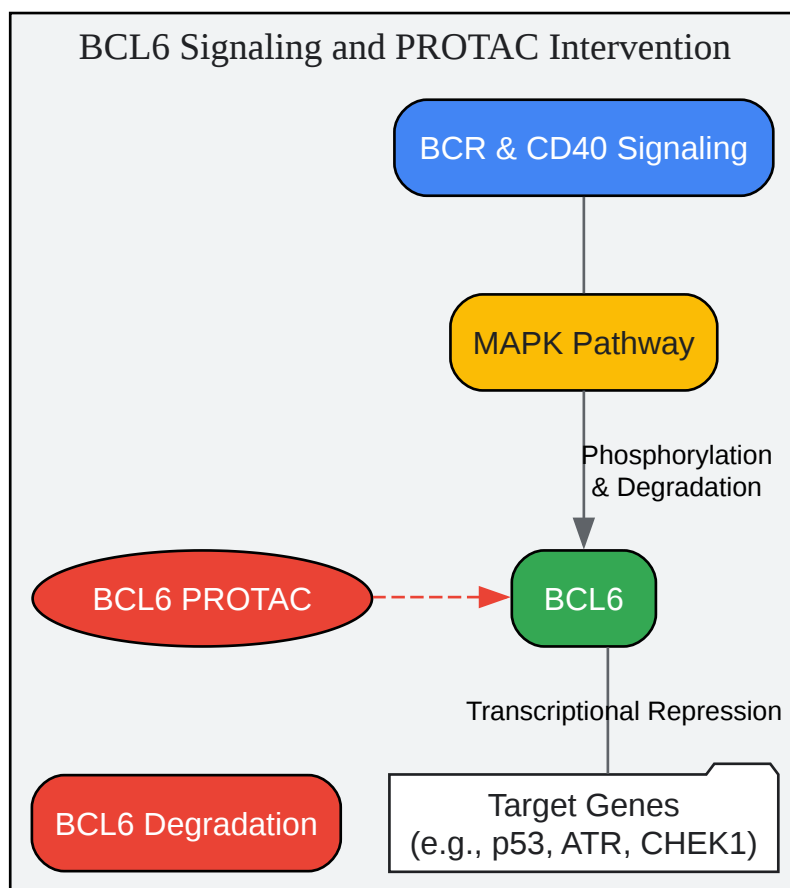 BCL6 Signaling and PROTAC Intervention
BCR & CD40 Signaling
MAPK Pathway
Phosphorylation
& Degradation
BCL6 PROTAC
BCL6
Transcriptional Repression
BCL6 Degradation
Target Genes
(e.g., p53, ATR, CHEK1)